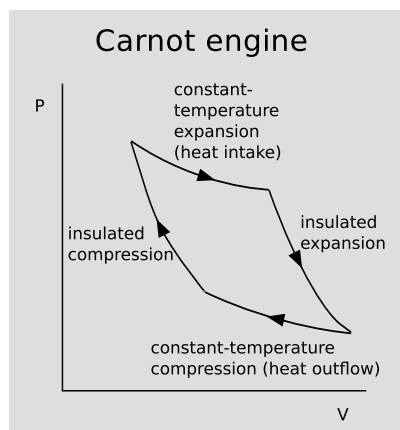 Carnot engine
P
constant-
temperature
expansion
(heat intake)
insulated
expansion
insulated
compression
constant-temperature
compression (heat outflow)
V